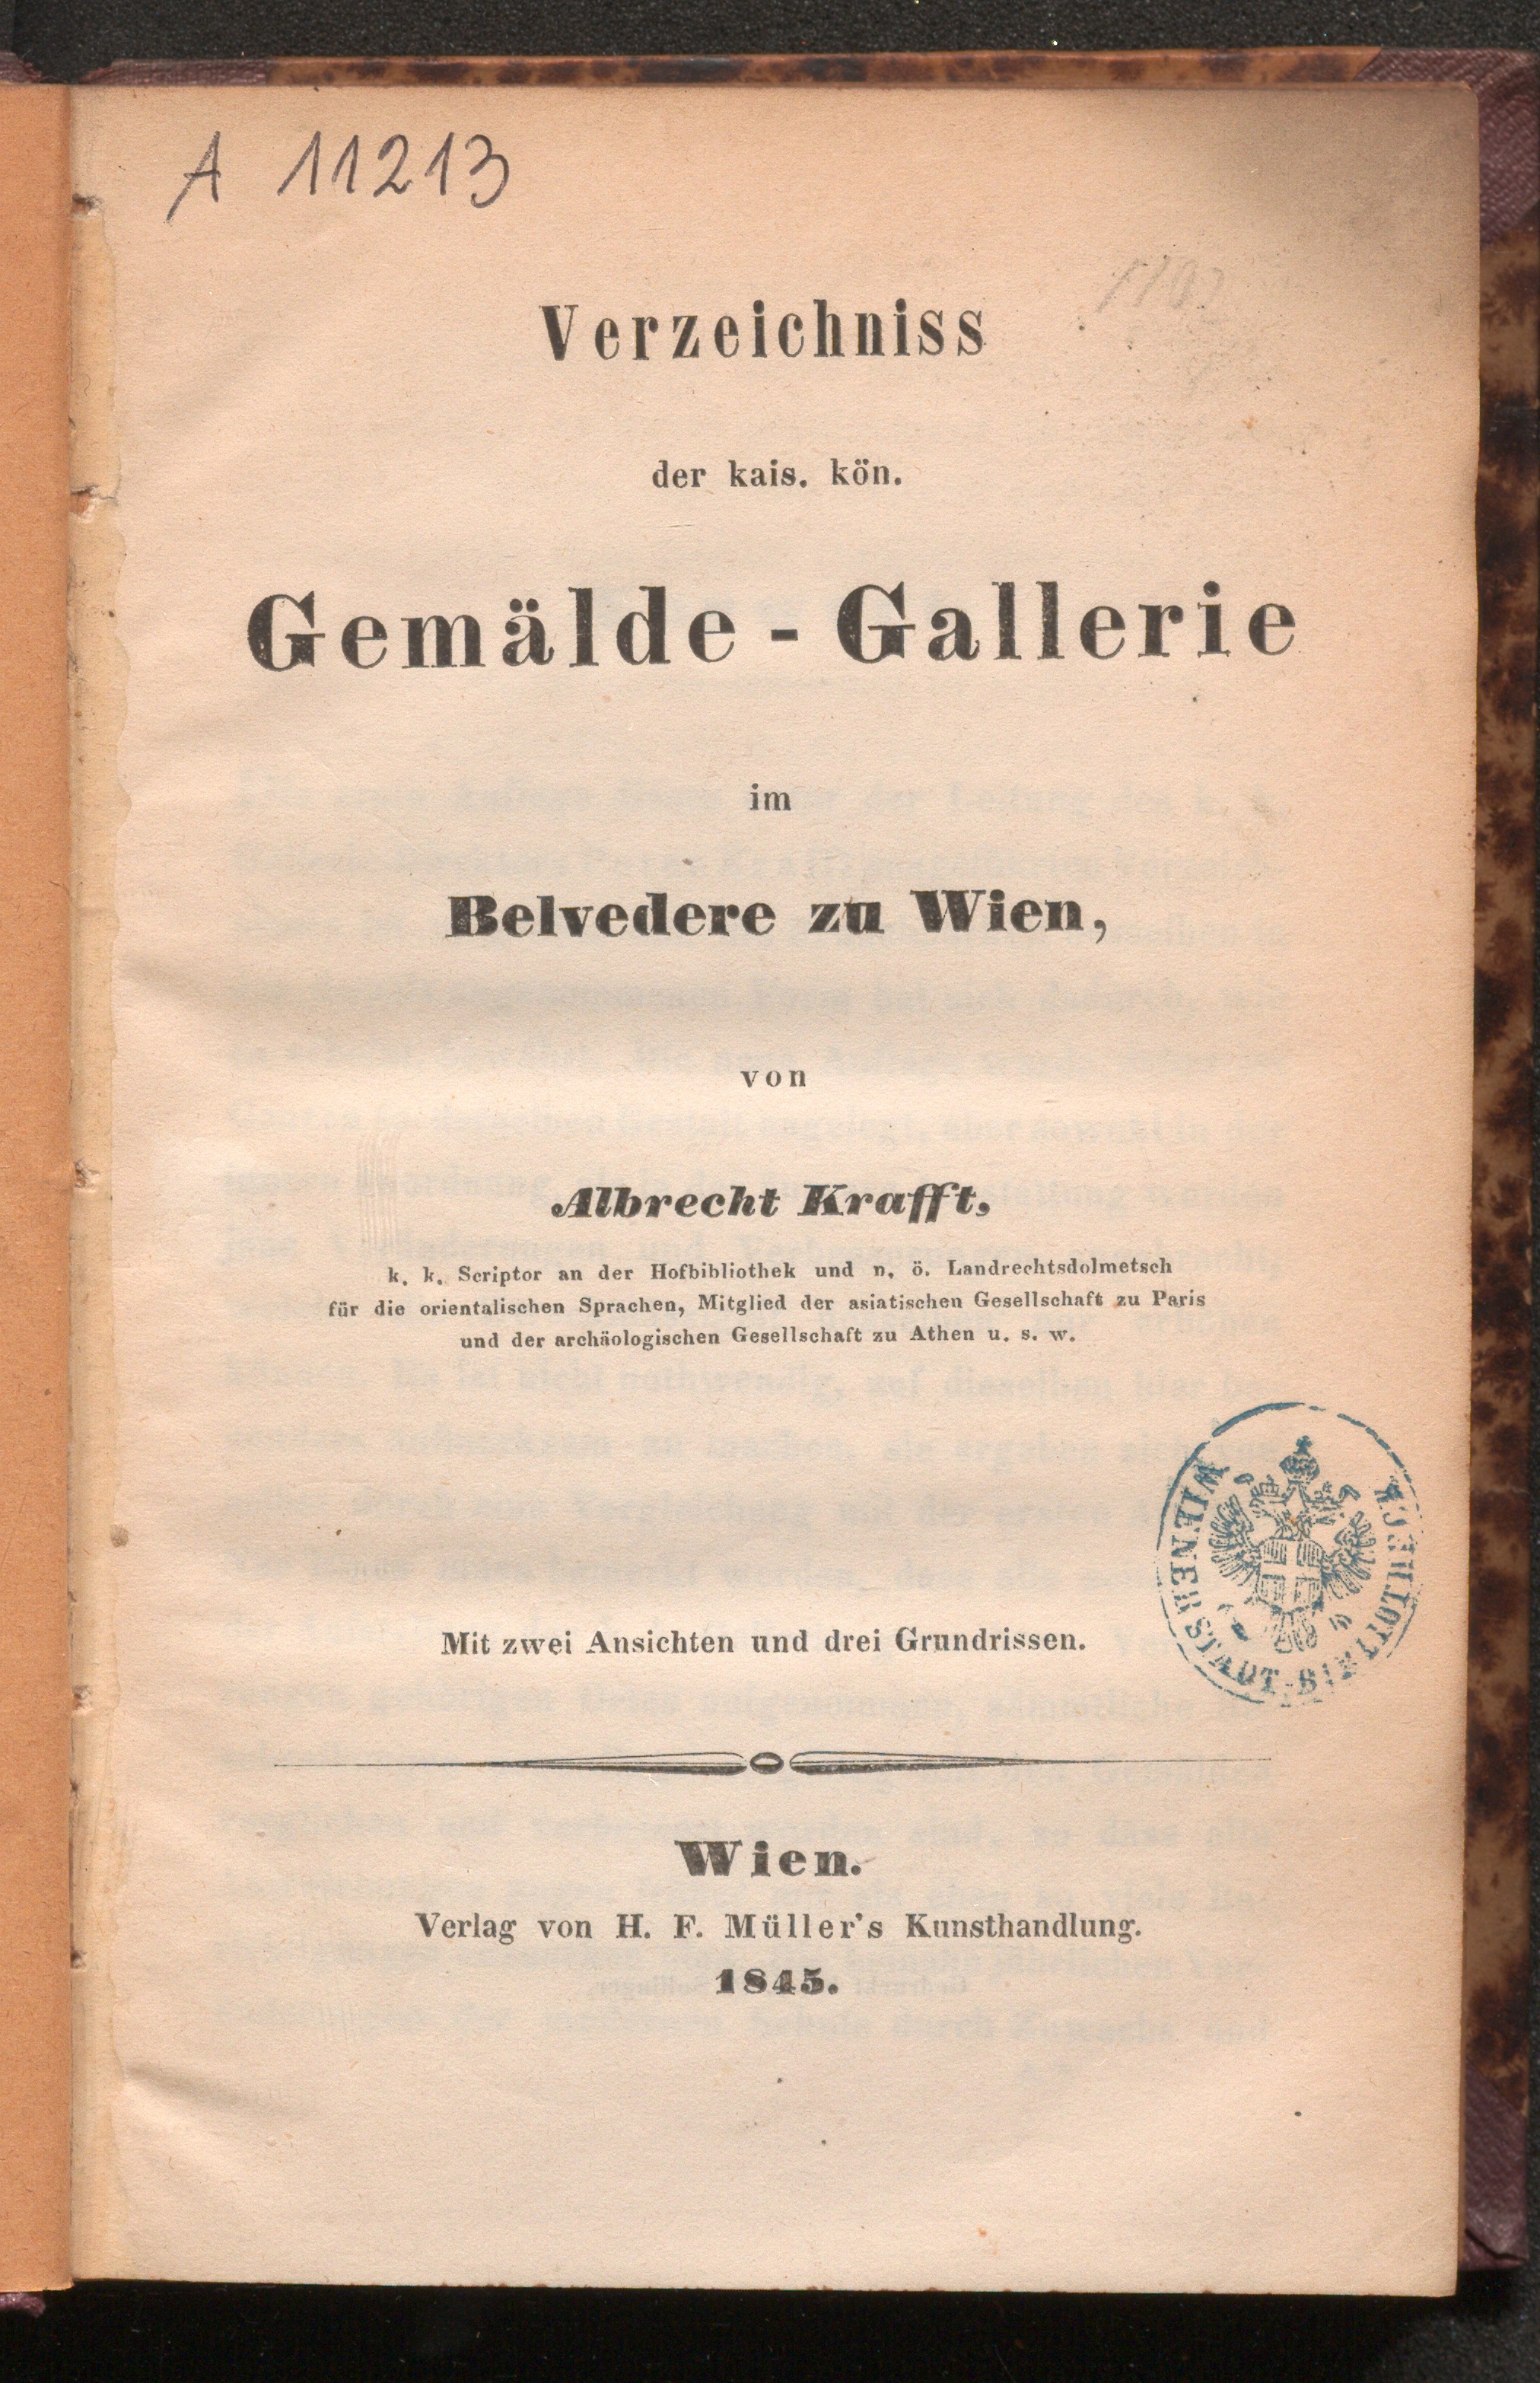 A 11213
Verzeichniss
der kais. kön.
Gemälde - Gallerie
im
Belvedere zu Wien,
von
Albrecht Krafft,
k. k. Scriptor an der Hofbibliothek und n. ö. Landrechtsdolmetsch
für die orientalischen Sprachen, Mitglied der asiatischen Gesellschaft zu Paris
und der archäologischen Gesellschaft zu Athen u. s. w.
WIENER STADT-BIBLIOTHECK
Mit zwei Ansichten und drei Grundrissen.
Wien.
Verlag von H. F. Müller's Kunsthandlung.
1845.